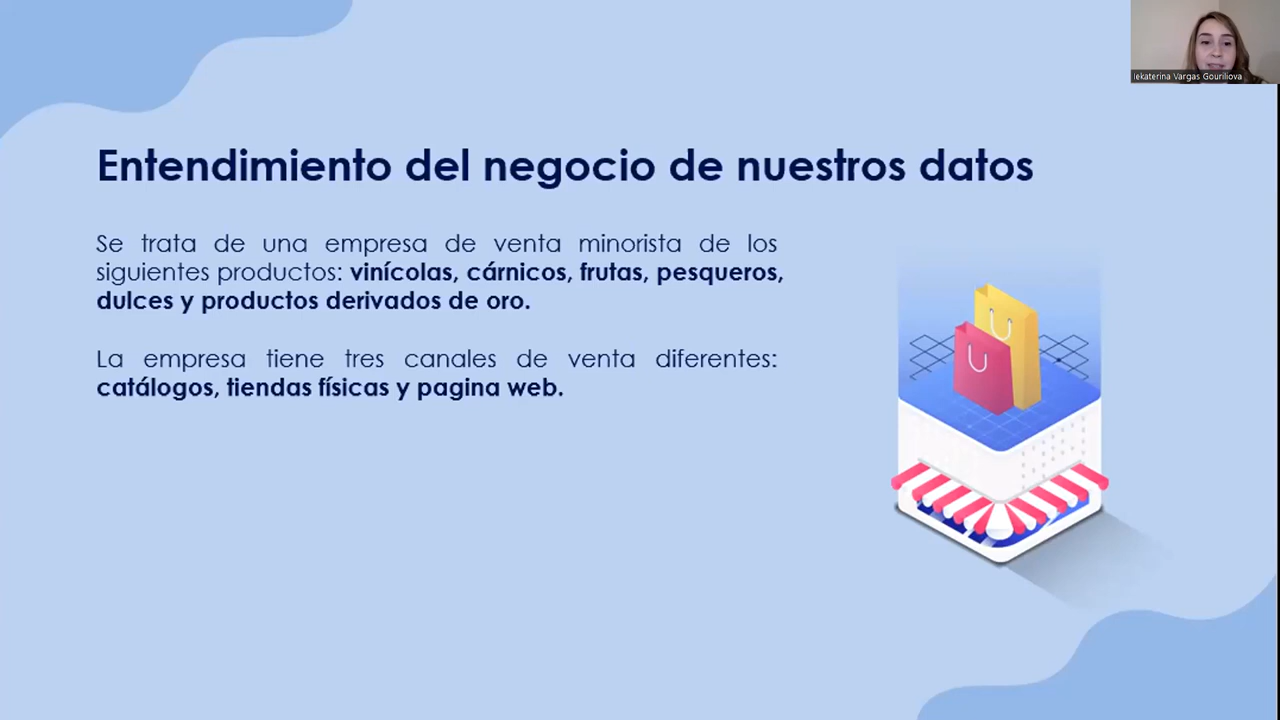 Iekaterina Vargas Gouriliova
Entendimiento del negocio de nuestros datos
Se trata de una empresa de venta minorista de los
siguientes productos: vinícolas, cárnicos, frutas, pesqueros,
dulces y productos derivados de oro.
La empresa tiene tres canales de venta diferentes:
catálogos, tiendas físicas y pagina web.